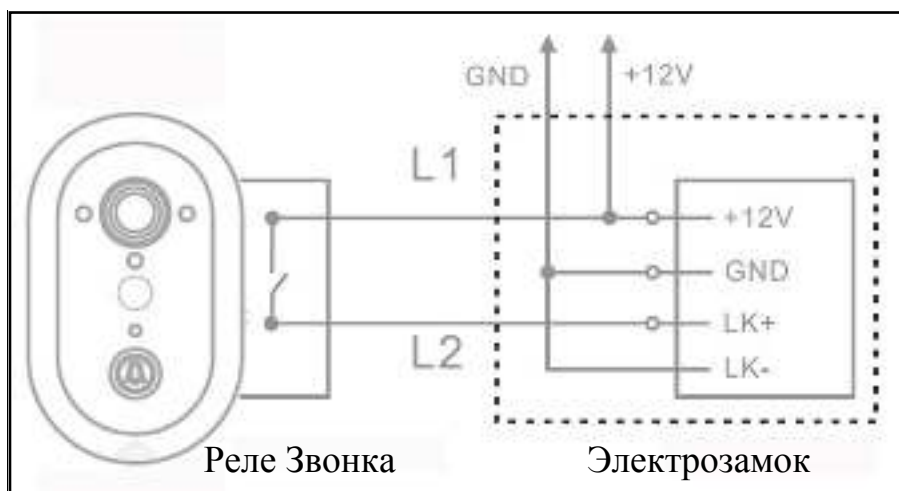 GND
+12V
L1
+12V
GND
LK+
L2
LK-
Реле Звонка
Электрозамок